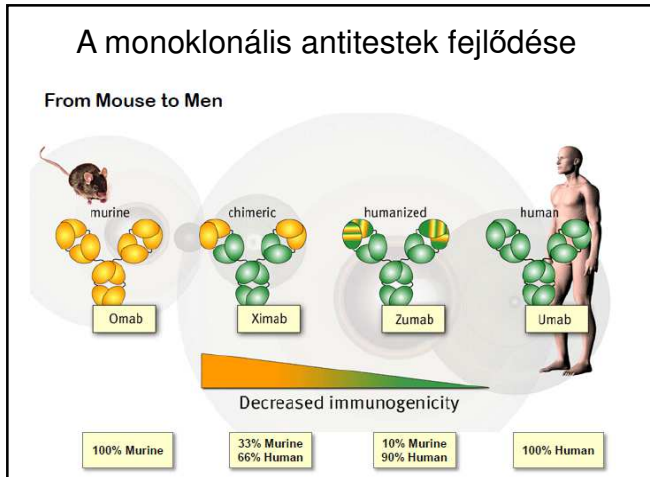 A monoklonális antitestek fejlődése
From Mouse to Men
murine
chimeric
humanized
human
Omab
Ximab
Zumab
Umab
Decreased immunogenicity
100% Murine
33% Murine
66% Human
10% Murine
90% Human
100% Human